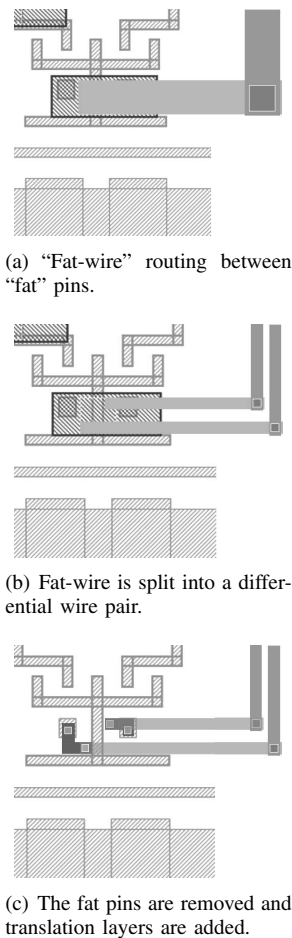 (a) “Fat-wire” routing between
“fat” pins.
(b) Fat-wire is split into a differ-
ential wire pair.
(c) The fat pins are removed and
translation layers are added.